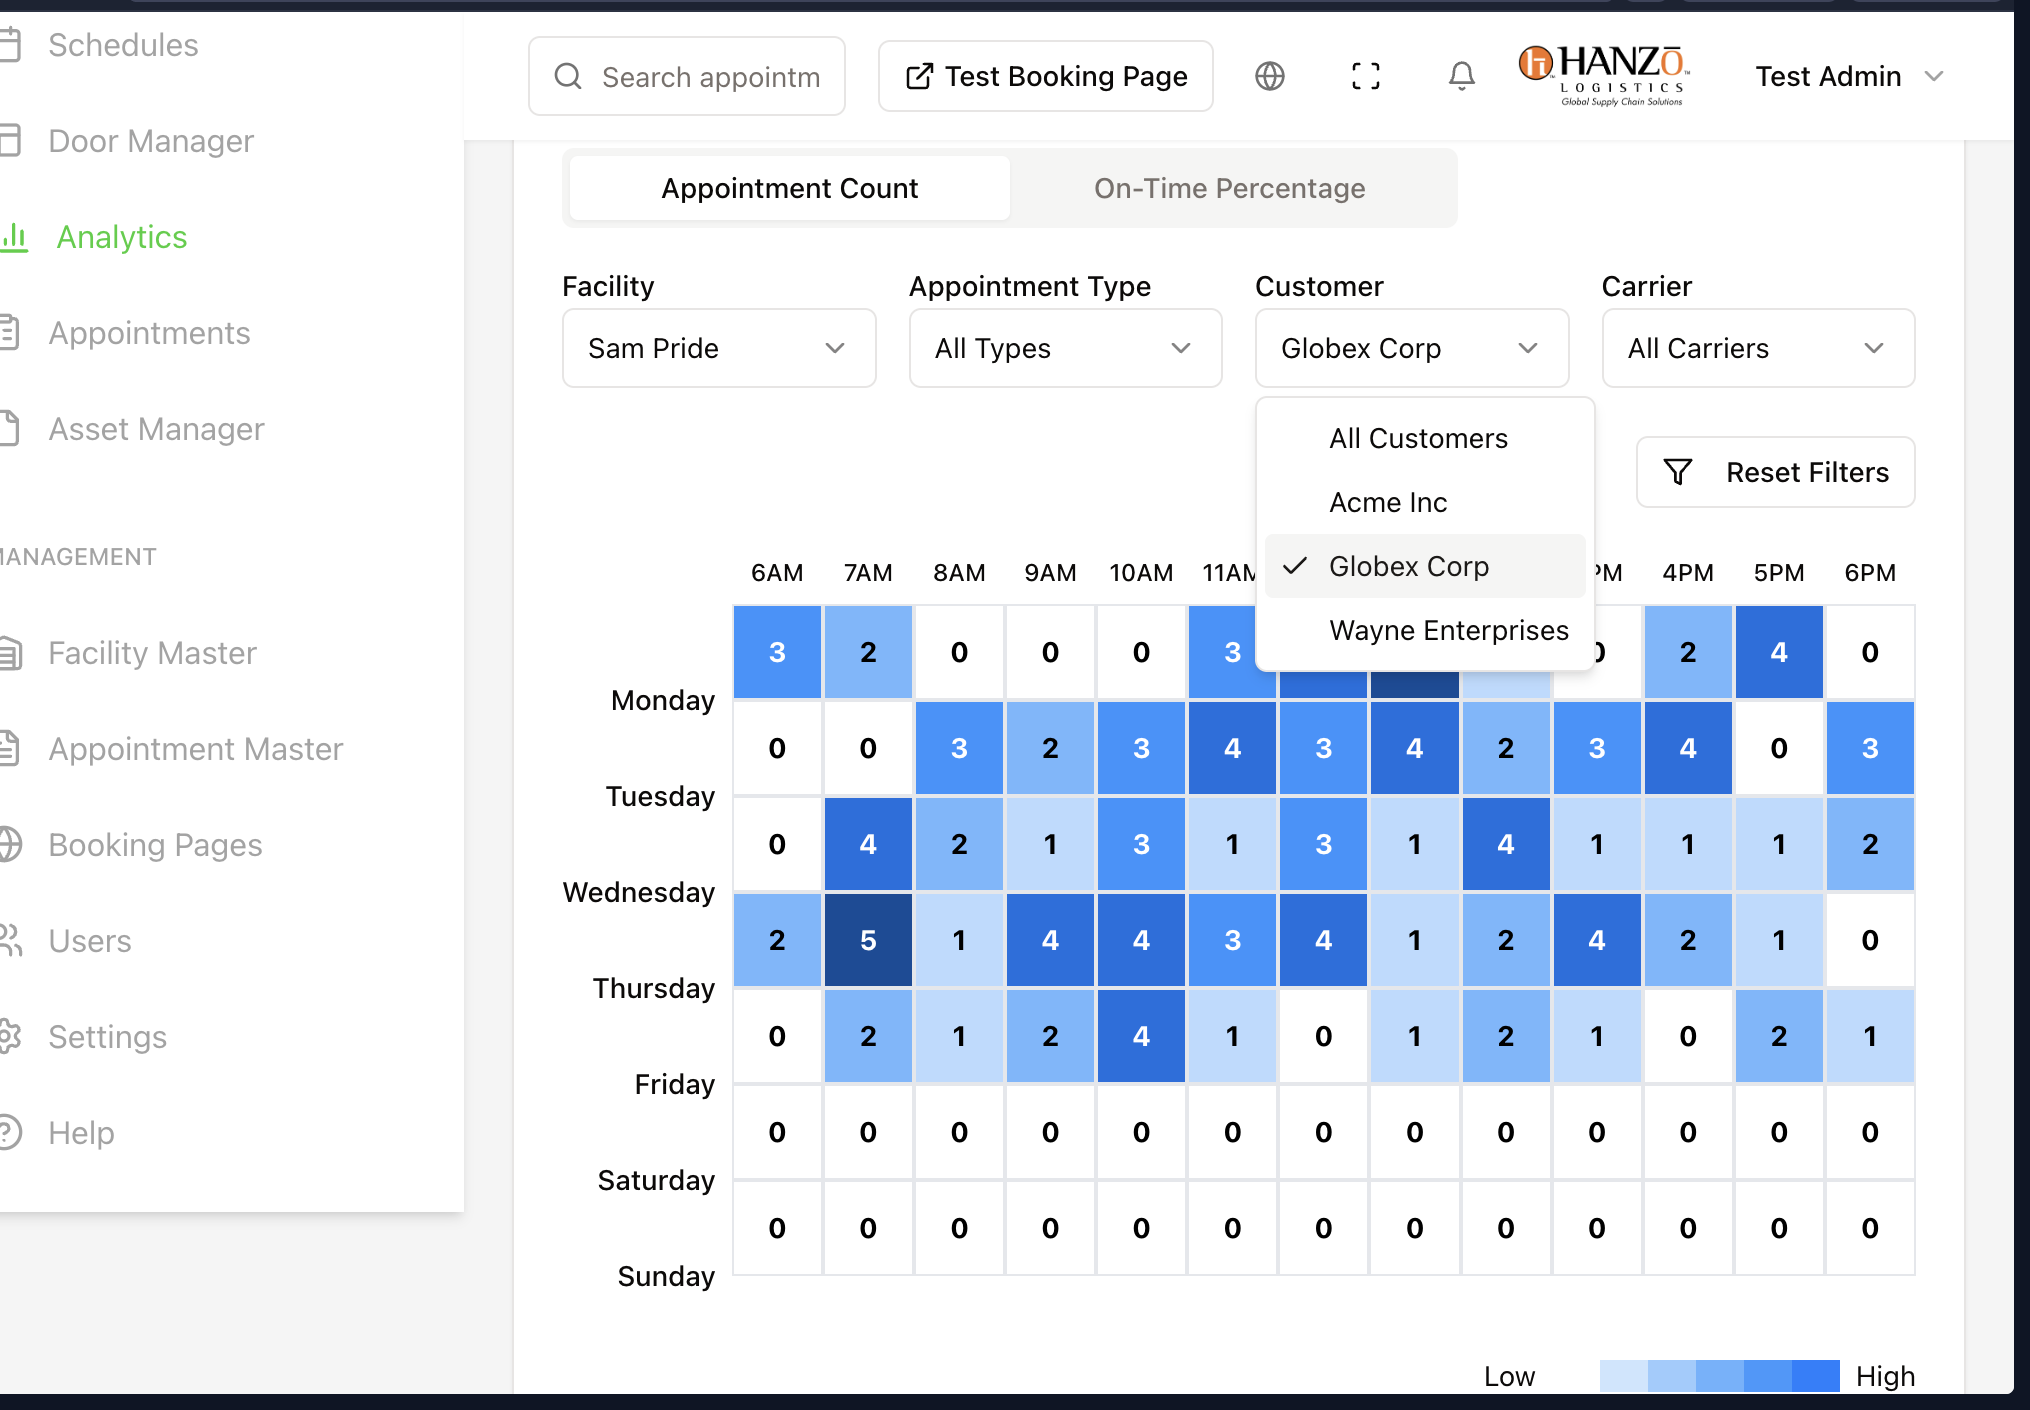 Schedules
Door Manager
Analytics
Appointments
Asset Manager
MANAGEMENT
Facility Master
Appointment Master
Booking Pages
Users
Settings
Help
Search appointm
Test Booking Page
HANZŌ
LOGISTICS
Global Supply Chain Solutions
Test Admin
Appointment Count On-Time Percentage
Facility Appointment Type Customer Carrier
Sam Pride All Types Globex Corp All Carriers
All Customers
Acme Inc
Globex Corp
Wayne Enterprises
Reset Filters
6AM 7AM 8AM 9AM 10AM 11AM PM 4PM 5PM 6PM
3 2 0 0 0 3 0 2 4 0
Monday
0 0 3 2 3 4 3 4 2 3 4 0 3
Tuesday
0 4 2 1 3 1 3 1 4 1 1 1 2
Wednesday
2 5 1 4 4 3 4 1 2 4 2 1 0
Thursday
0 2 1 2 4 1 0 1 2 1 0 2 1
Friday
0 0 0 0 0 0 0 0 0 0 0 0 0
Saturday
0 0 0 0 0 0 0 0 0 0 0 0 0
Sunday
Low High